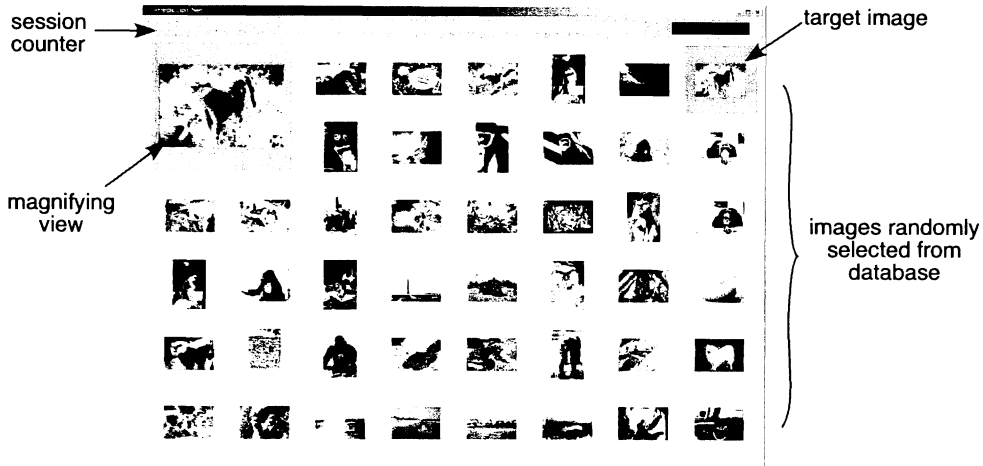 session
counter
target image
magnifying
view
images randomly
selected from
database